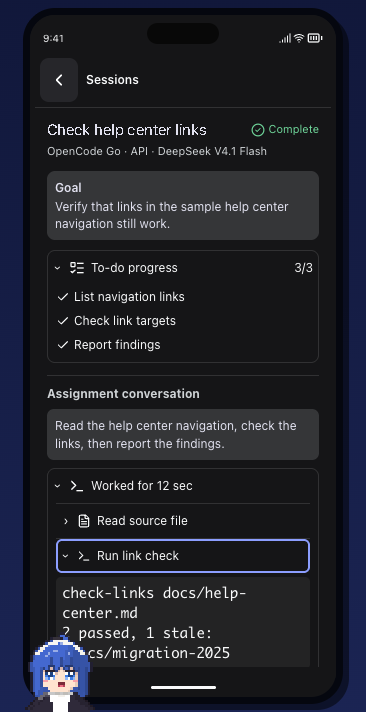 9:41
Sessions
Check help center links
Complete
OpenCode Go · API · DeepSeek V4.1 Flash
Goal
Verify that links in the sample help center
navigation still work.
To-do progress
3/3
List navigation links
Check link targets
Report findings
Assignment conversation
Read the help center navigation, check the
links, then report the findings.
Worked for 12 sec
Read source file
Run link check
check-links docs/help-
center.md
2 passed, 1 stale:
/migration-2025